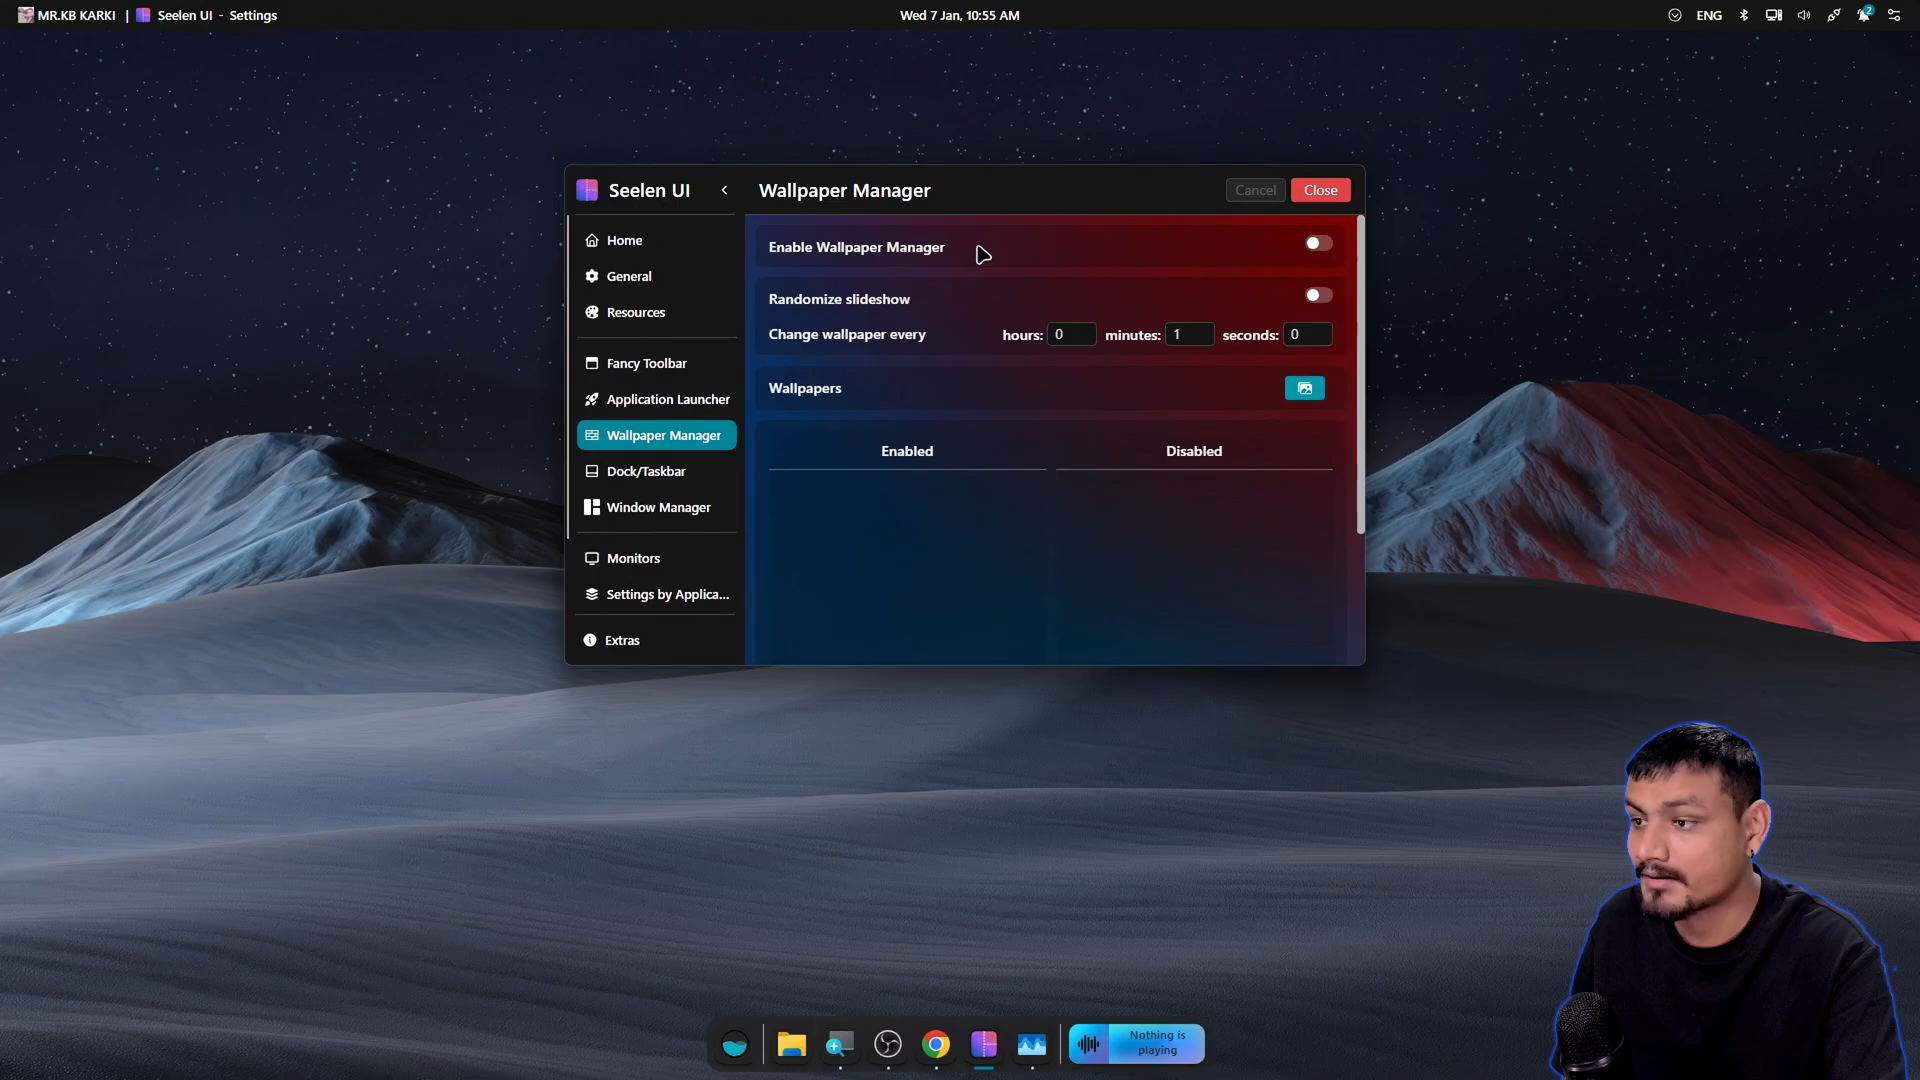 MR.KB KARKI | Seelen UI - Settings
Wed 7 Jan, 10:55 AM
ENG
2
Seelen UI
Wallpaper Manager
Cancel
Close
Home
General
Resources
Fancy Toolbar
Application Launcher
Wallpaper Manager
Dock/Taskbar
Window Manager
Monitors
Settings by Applica...
Extras
Enable Wallpaper Manager
Randomize slideshow
Change wallpaper every hours: 0 minutes: 1 seconds: 0
Wallpapers
Enabled
Disabled
Nothing is
playing